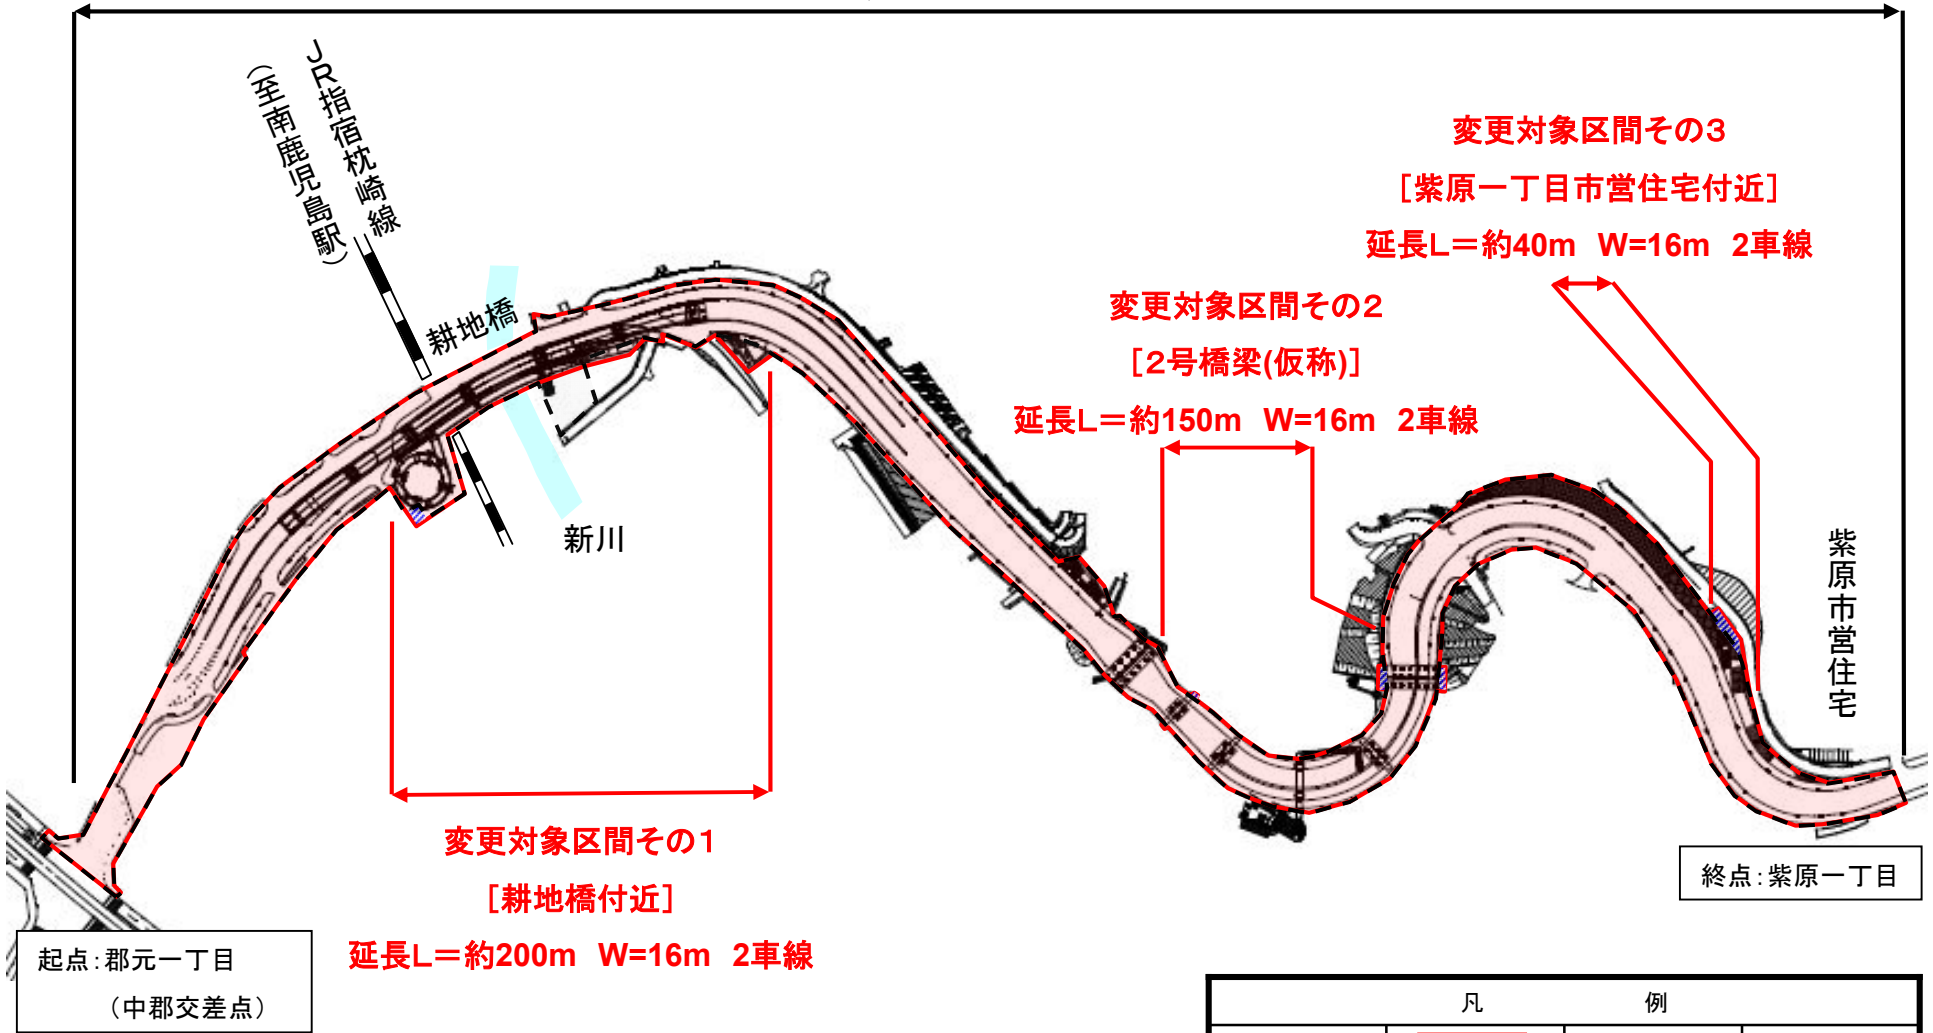 JR指宿枕崎線
（至南鹿児島駅）
耕地橋
新川
変更対象区間その3
［紫原一丁目市営住宅付近］
延長L＝約40m W=16m 2車線
変更対象区間その2
［2号橋梁(仮称)］
延長L＝約150m W=16m 2車線
紫原市営住宅
変更対象区間その1
［耕地橋付近］
延長L＝約200m W=16m 2車線
終点：紫原一丁目
起点：郡元一丁目
（中郡交差点）
凡 例